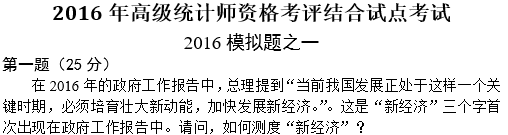 2016 年高级统计师资格考评结合试点考试
2016 模拟题之一
第一题（25 分）
在 2016 年的政府工作报告中，总理提到“当前我国发展正处于这样一个关
键时期，必须培育壮大新动能，加快发展新经济。”。这是“新经济”三个字首
次出现在政府工作报告中。请问，如何测度“新经济”？